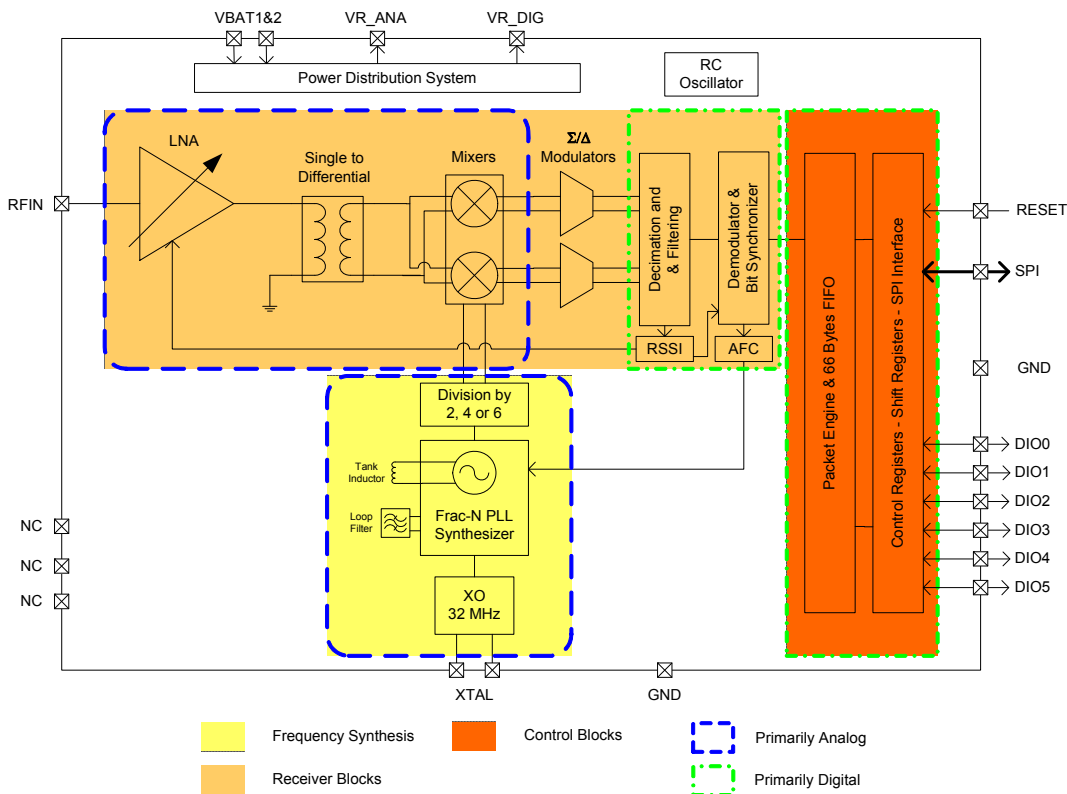 VBAT1&2
VR_ANA
VR_DIG
Power Distribution System
RC
Oscillator
LNA
Single to
Differential
Mixers
Σ/Δ
Modulators
Decimation and
& Filtering
Demodulator &
Bit Synchronizer
RSSI
AFC
Packet Engine & 66 Bytes FIFO
Control Registers - Shift Registers - SPI Interface
RFIN
RESET
SPI
GND
DIO0
DIO1
DIO2
DIO3
DIO4
DIO5
Division by
2, 4 or 6
Tank
Inductor
Loop
Filter
Frac-N PLL
Synthesizer
XO
32 MHz
NC
NC
NC
XTAL
GND
Frequency Synthesis
Control Blocks
Primarily Analog
Receiver Blocks
Primarily Digital